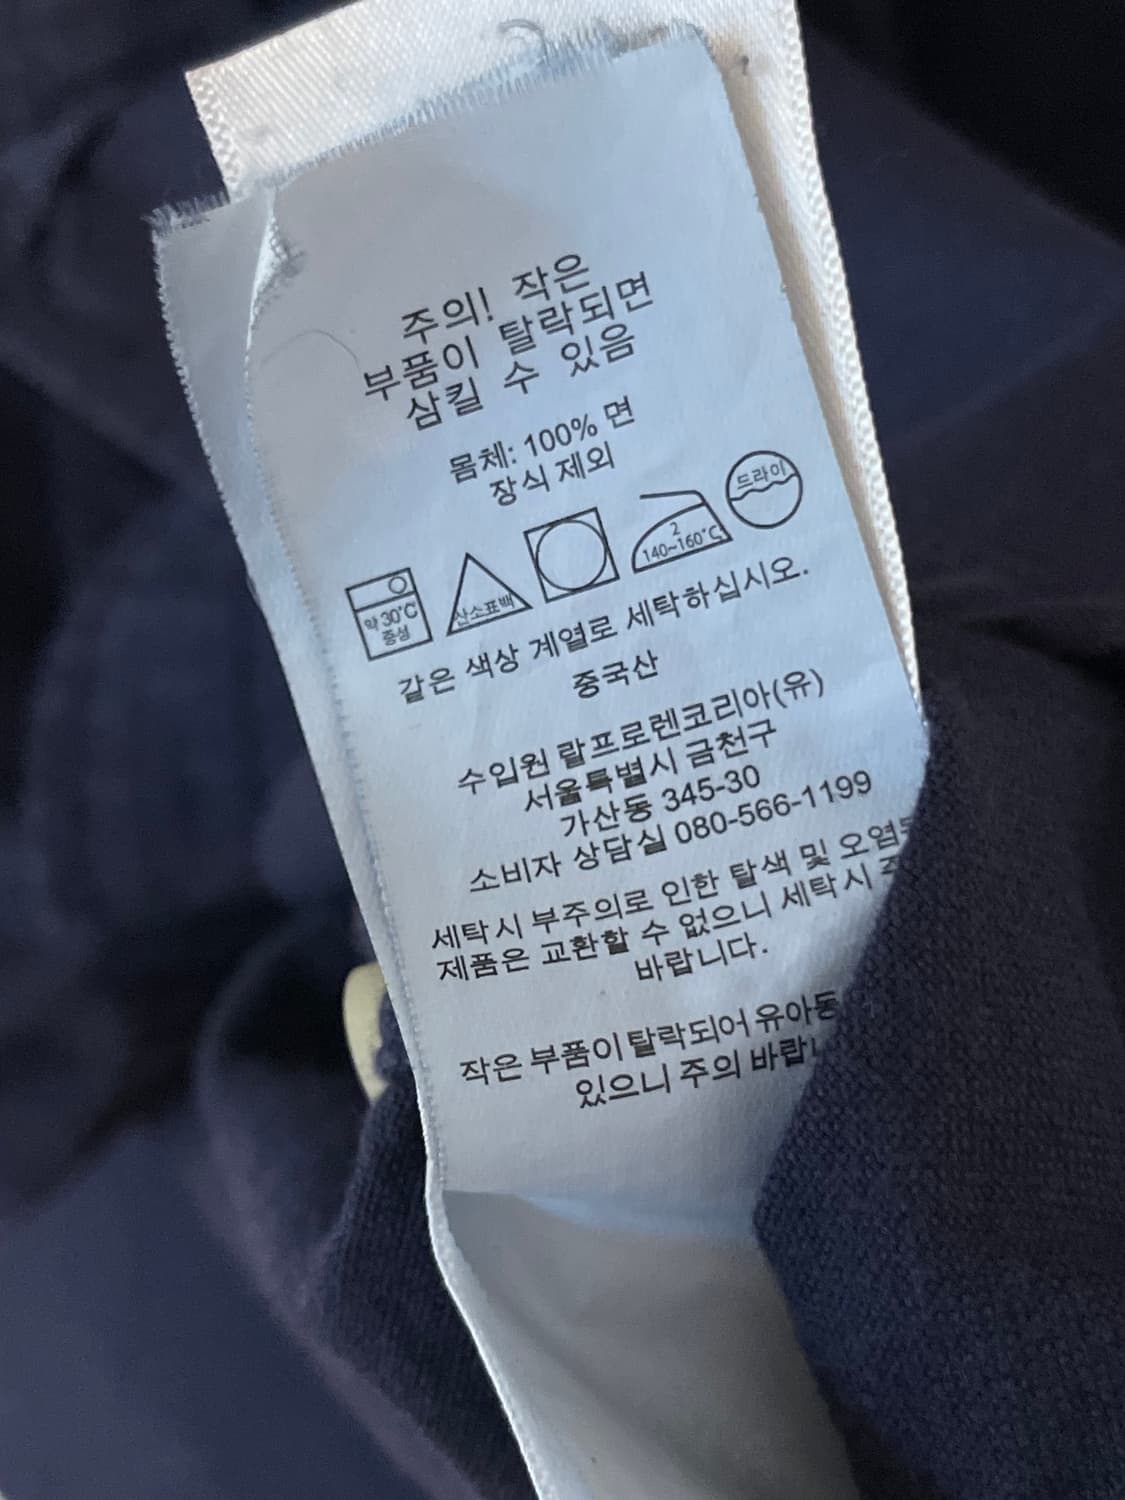 주의! 작은
부품이 탈락되면
삼킬 수 있음
몸체: 100% 면
장식 제외
약 30°C
중성
산소표백
2
140~160°C
드라이
같은 색상 계열로 세탁하십시오.
중국산
수입원 랄프로렌코리아(유)
서울특별시 금천구
가산동 345-30
소비자 상담실 080-566-1199
세탁시 부주의로 인한 탈색 및 오염
제품은 교환할 수 없으니 세탁시
바랍니다.
작은 부품이 탈락되어 유아동
있으니 주의 바랍